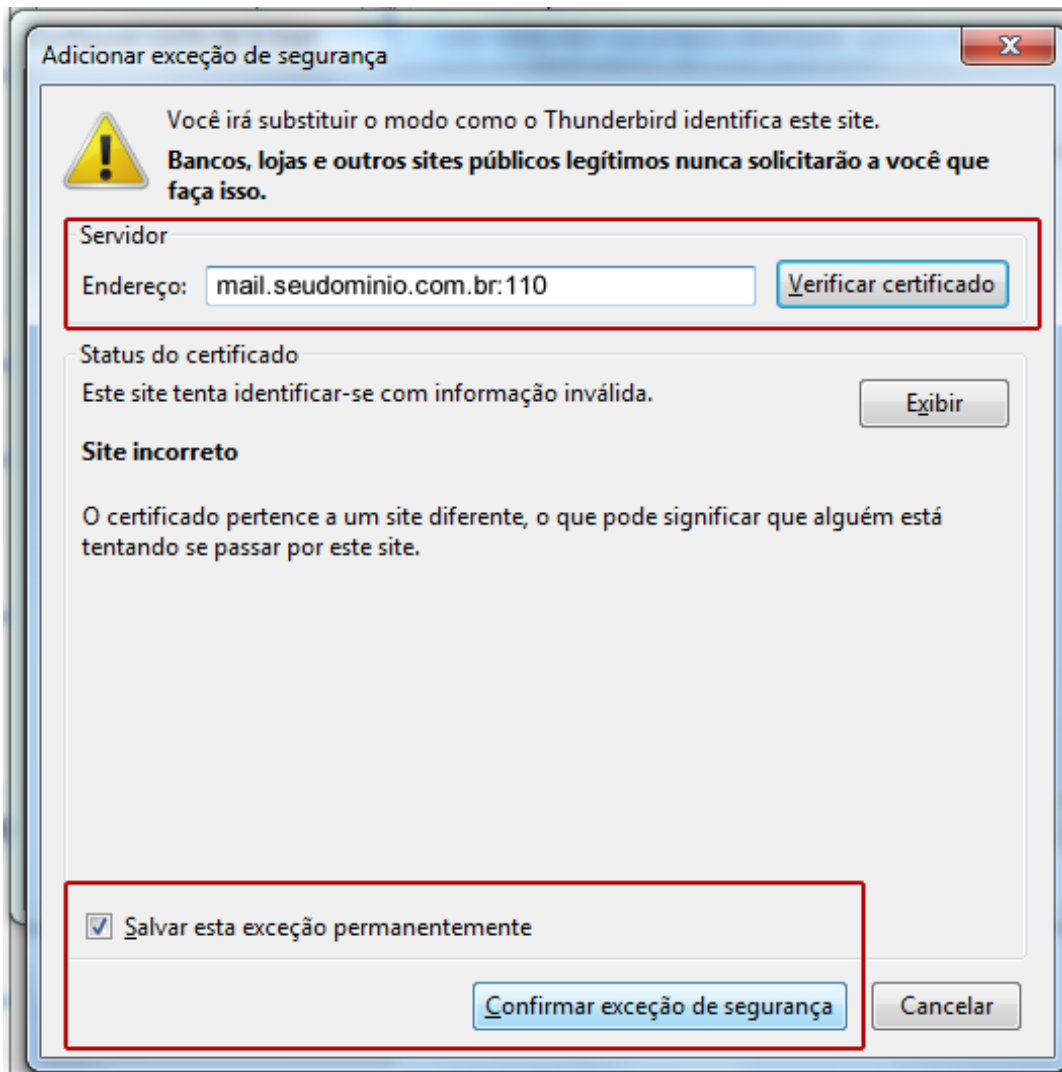 Adicionar exceção de segurança
Você irá substituir o modo como o Thunderbird identifica este site.
Bancos, lojas e outros sites públicos legítimos nunca solicitarão a você que
faça isso.
Servidor
Endereço: mail.seudominio.com.br:110 Verificar certificado
Status do certificado
Este site tenta identificar-se com informação inválida. Exibir
Site incorreto
O certificado pertence a um site diferente, o que pode significar que alguém está
tentando se passar por este site.
Salvar esta exceção permanentemente
Confirmar exceção de segurança Cancelar